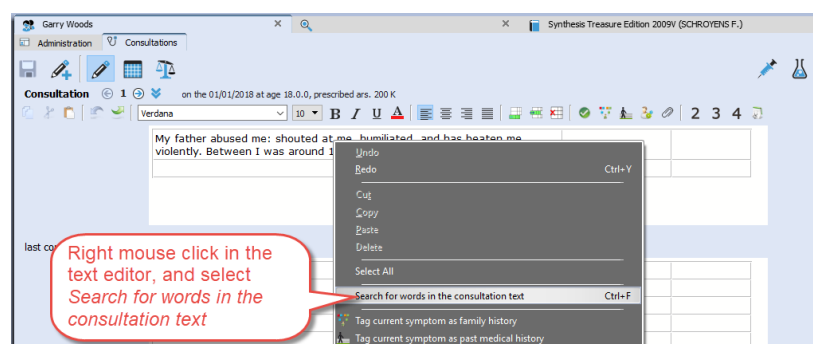 Garry Woods
Synthesis Treasure Edition 2009V (SCHROYENS F.)
Administration Consultations
Consultation 1 on the 01/01/2018 at age 18.0.0, prescribed ars. 200 K
Verdana 10 B I U A 2 3 4
My father abused me: shouted at me, humiliated, and has beaten me
violently. Between I was around 1
Undo
Redo Ctrl+Y
Cut
Copy
Paste
Delete
last co
Select All
Right mouse click in the
text editor, and select
Search for words in the
consultation text
Search for words in the consultation text Ctrl+F
Tag current symptom as family history
Tag current symptom as past medical history